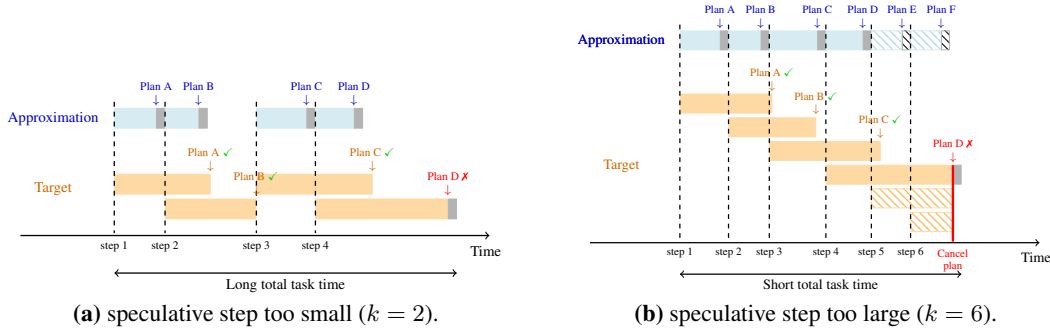 Plan A
Plan B
Plan C
Plan D
Approximation
Plan A ✓
Plan B ✓
Plan C ✓
Plan D ✗
Target
step 1
step 2
step 3
step 4
Time
Long total task time
(a) speculative step too small (k = 2).
Plan A
Plan B
Plan C
Plan D
Plan E
Plan F
Approximation
Plan A ✓
Plan B ✓
Plan C ✓
Plan D ✗
Target
step 1
step 2
step 3
step 4
step 5
step 6
Cancel
plan
Time
Short total task time
(b) speculative step too large (k = 6).